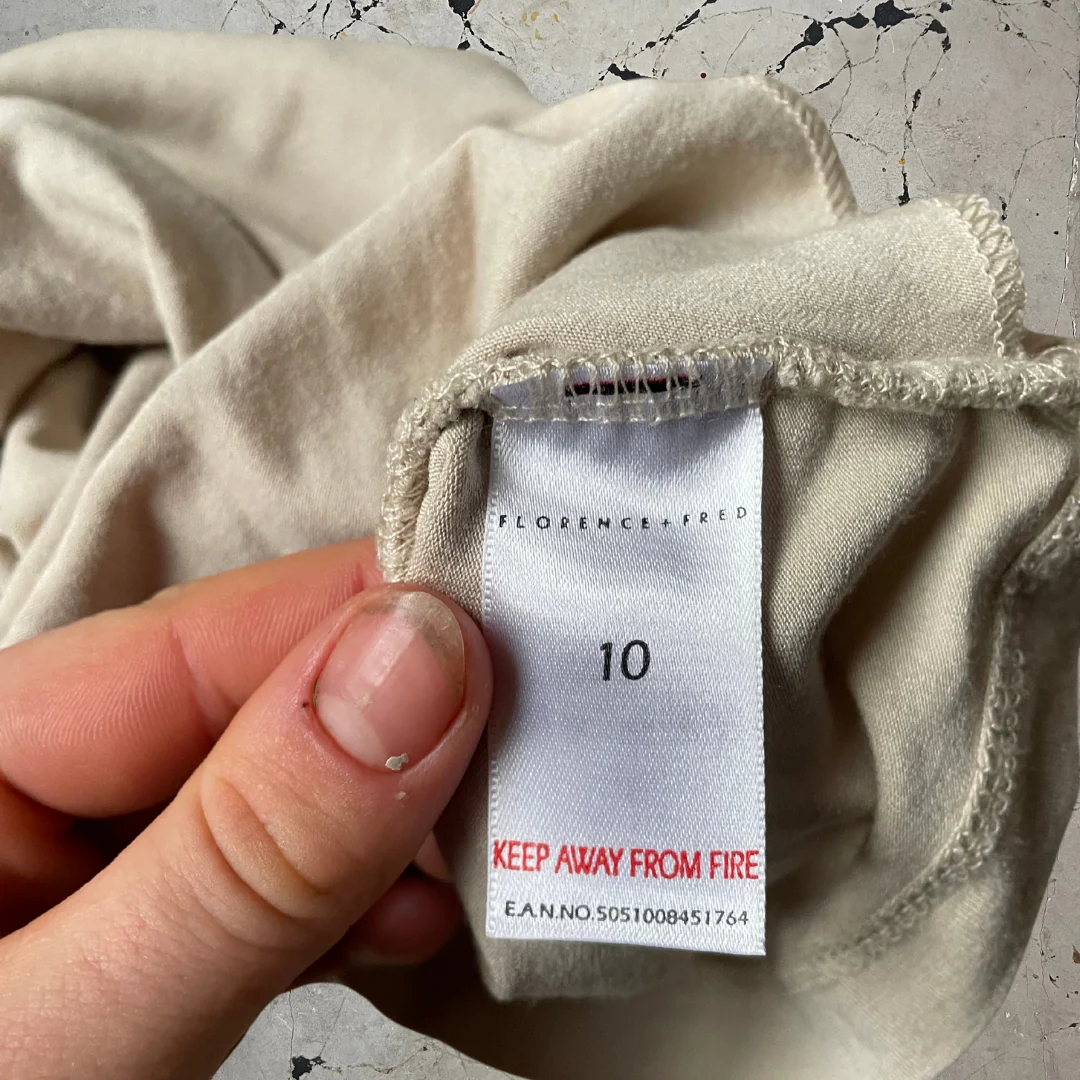 FLORENCE + FRED
10
KEEP AWAY FROM FIRE
E.A.N.NO.5051008451764